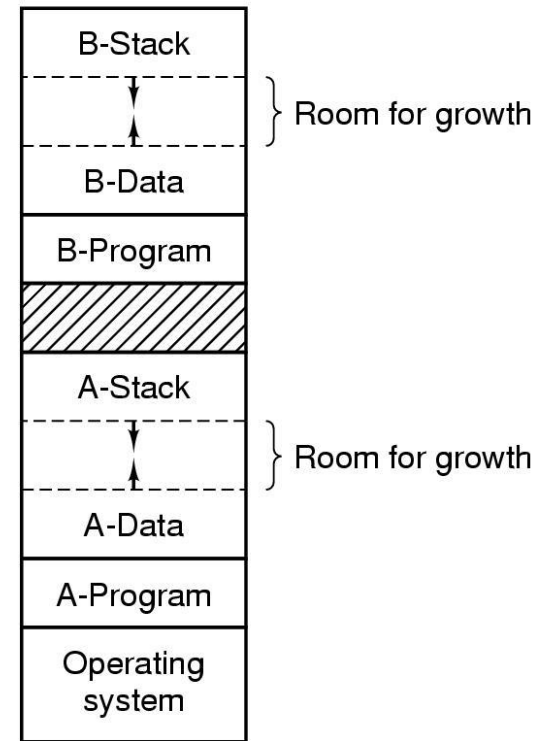 B-Stack
Room for growth
B-Data
B-Program
A-Stack
Room for growth
A-Data
A-Program
Operating
system